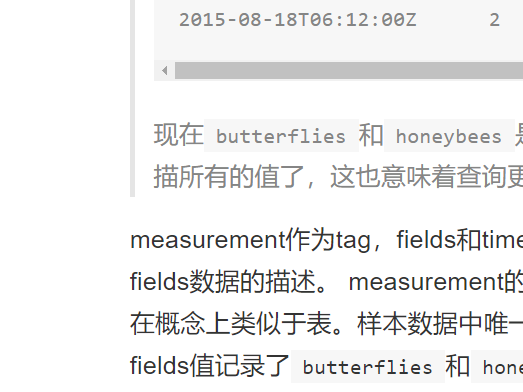 2015-08-18T06:12:00Z 2
现在 butterflies 和 honeybees
描所有的值了，这也意味着查询更
measurement作为tag，fields和time
fields数据的描述。 measurement的
在概念上类似于表。样本数据中唯一
fields值记录了 butterflies 和 hone